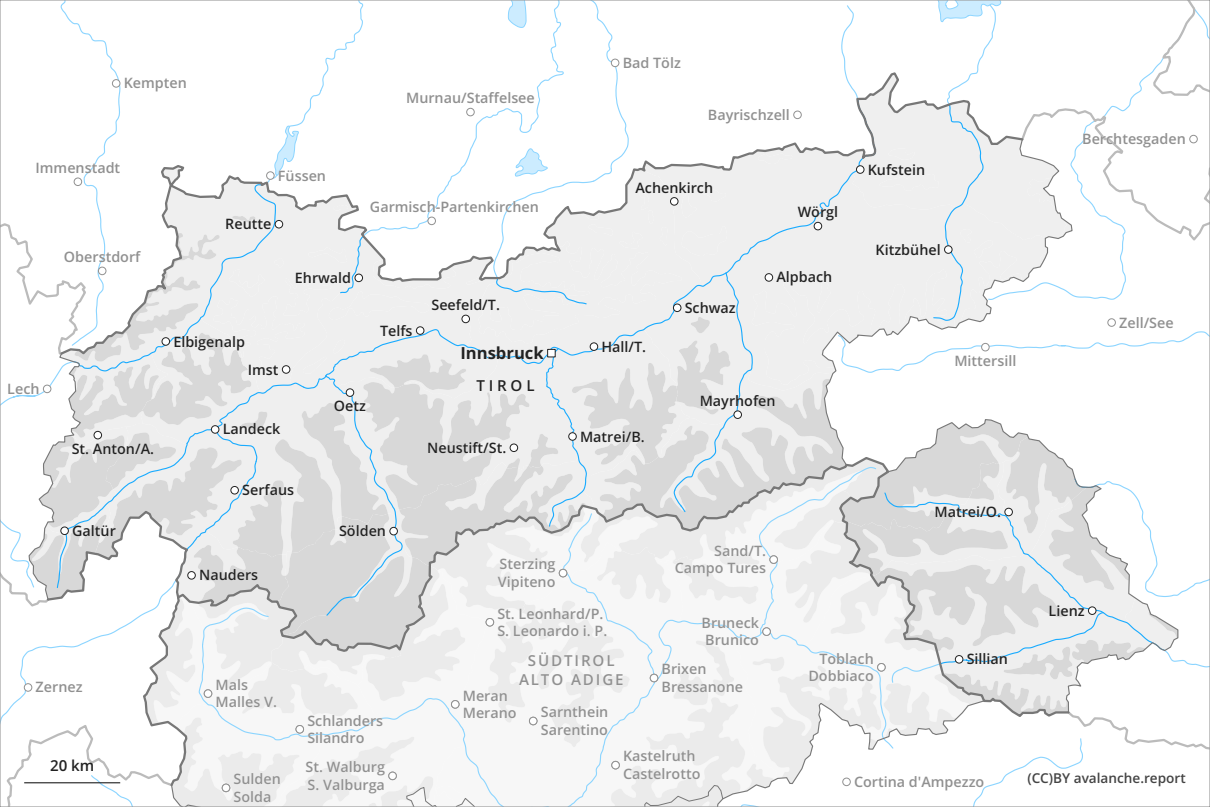 Kempten
Bad Tölz
Murnau/Staffelsee
Bayrischzell
Berchtesgaden
Immenstadt
Füssen
Kufstein
Achenkirch
Garmisch-Partenkirchen
Wörgl
Reutte
Kitzbühel
Oberstdorf
Ehrwald
Alpbach
Seefeld/T.
Schwaz
Zell/See
Telfs
Elbigenalp
Innsbruck
Hall/T.
Mittersill
Imst
TIROL
Lech
Oetz
Mayrhofen
Landeck
Matrei/B.
St. Anton/A.
Neustift/St.
Serfaus
Matrei/O.
Galtür
Sölden
Sand/T.
Campo Tures
Sterzing
Vipiteno
Nauders
Lienz
St. Leonhard/P.
S. Leonardo i. P.
Bruneck
Brunico
SÜDTIROL
ALTO ADIGE
Toblach
Dobbiaco
Sillian
Brixen
Bressanone
Zernez
Mals
Malles V.
Meran
Merano
Sarnthein
Sarentino
Schlanders
Silandro
Kastelruth
Castelrotto
St. Walburg
S. Valburga
20 km
Sulden
Solda
Cortina d'Ampezzo
(CC)BY avalanche.report